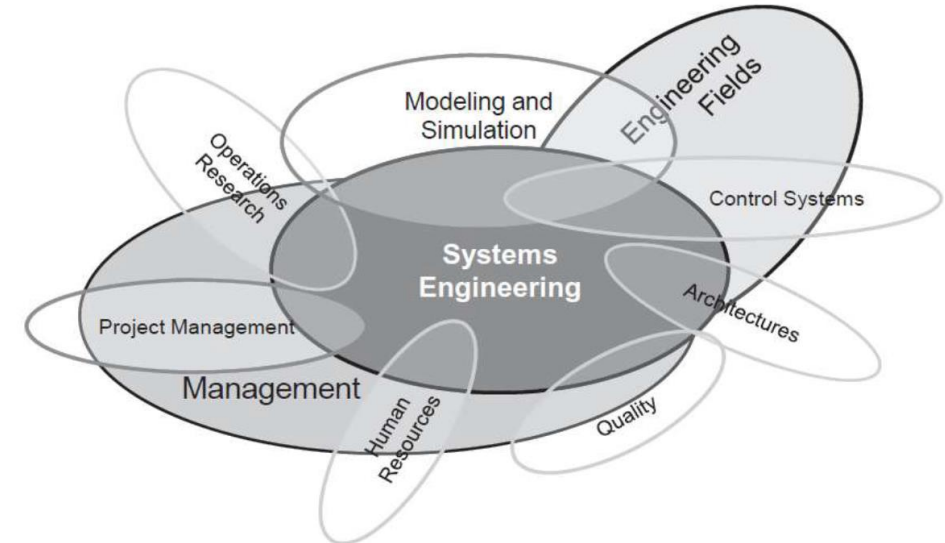 Engineering
Fields
Modeling and
Simulation
Operations
Research
Control Systems
Systems
Engineering
Architectures
Project Management
Management
Human
Resources
Quality